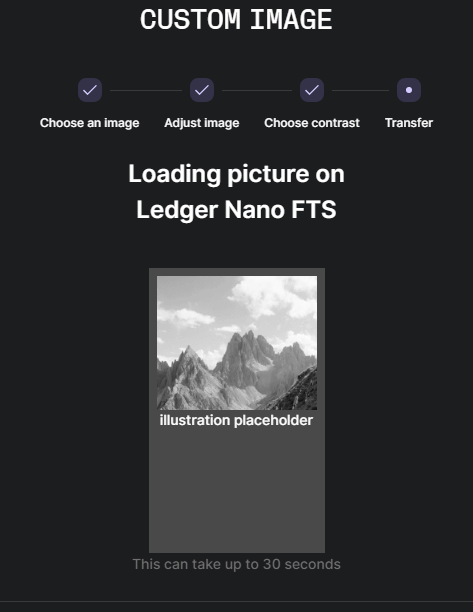 CUSTOM IMAGE
Choose an image
Adjust image
Choose contrast
Transfer
Loading picture on
Ledger Nano FTS
illustration placeholder
This can take up to 30 seconds